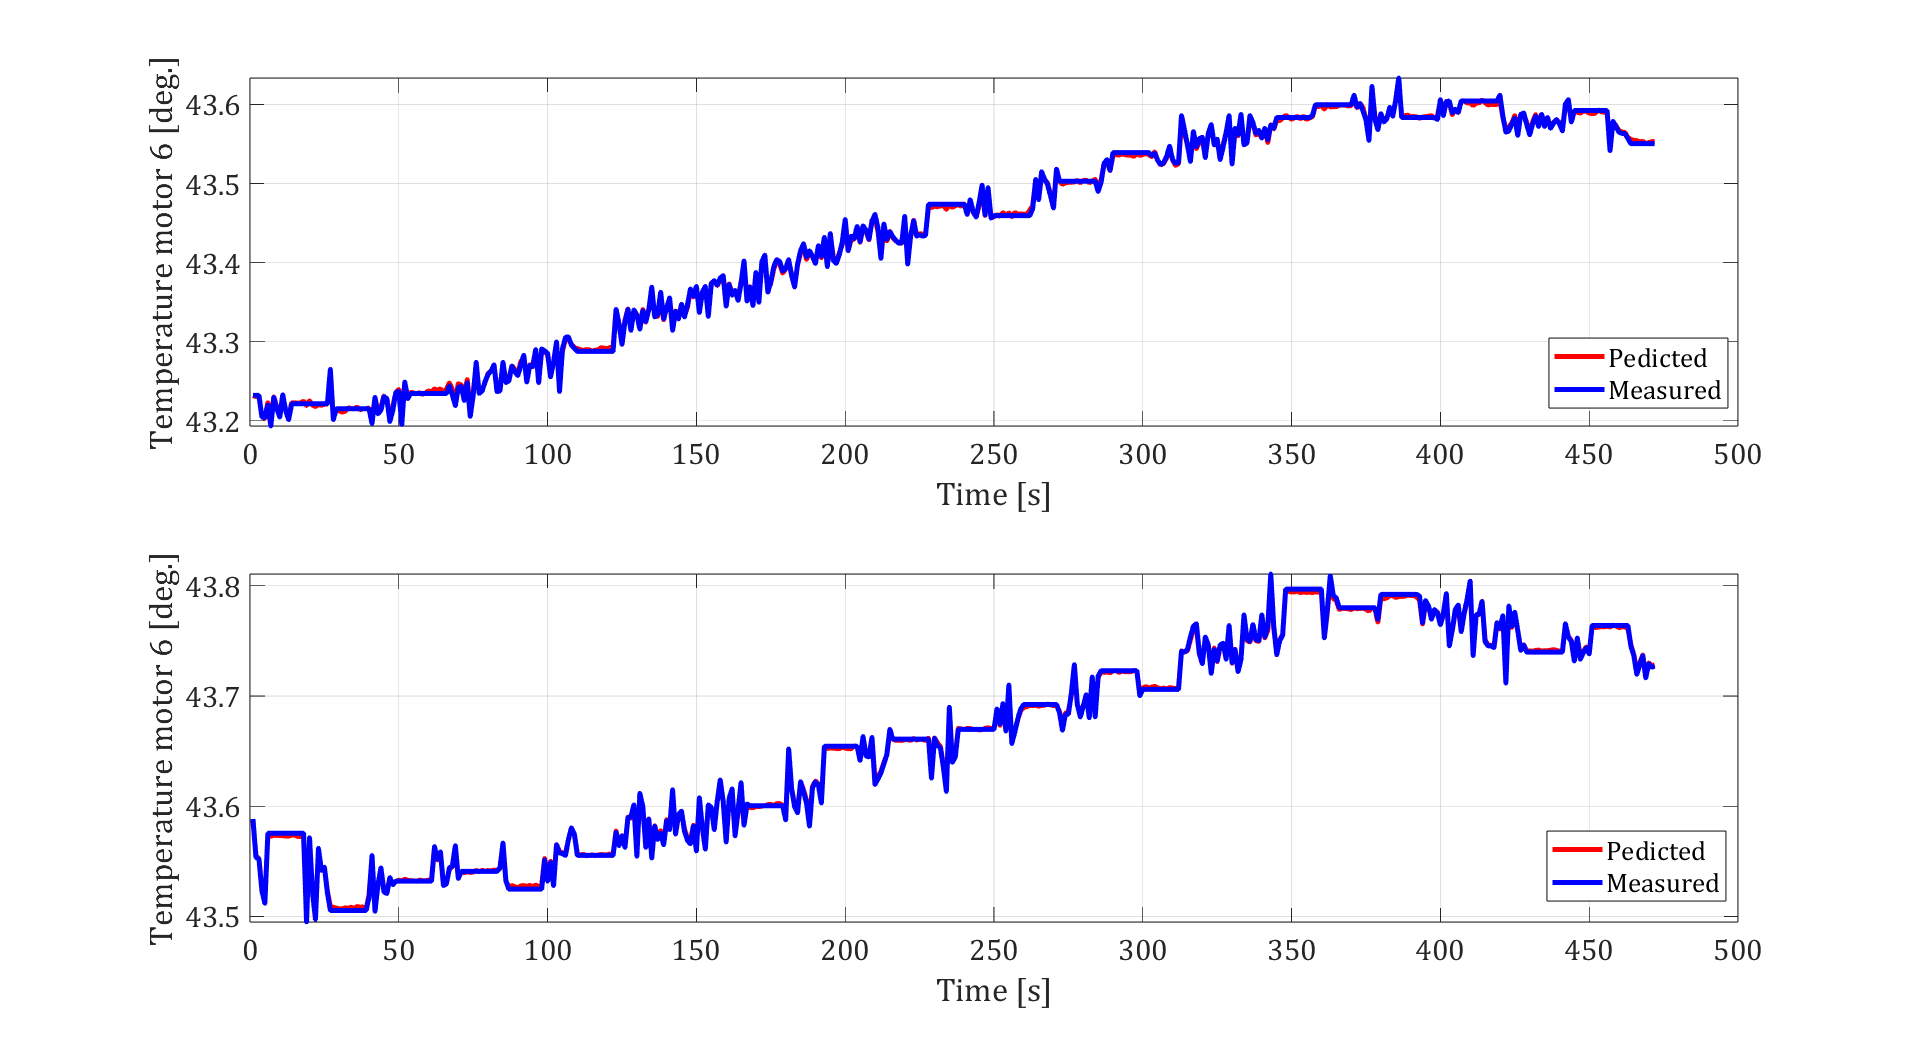 Temperature motor 6 [deg.]
43.6
43.5
43.4
43.3
43.2
0 50 100 150 200 250 300 350 400 450 500
Time [s]
Pedicted
Measured
Temperature motor 6 [deg.]
43.8
43.7
43.6
43.5
0 50 100 150 200 250 300 350 400 450 500
Time [s]
Pedicted
Measured